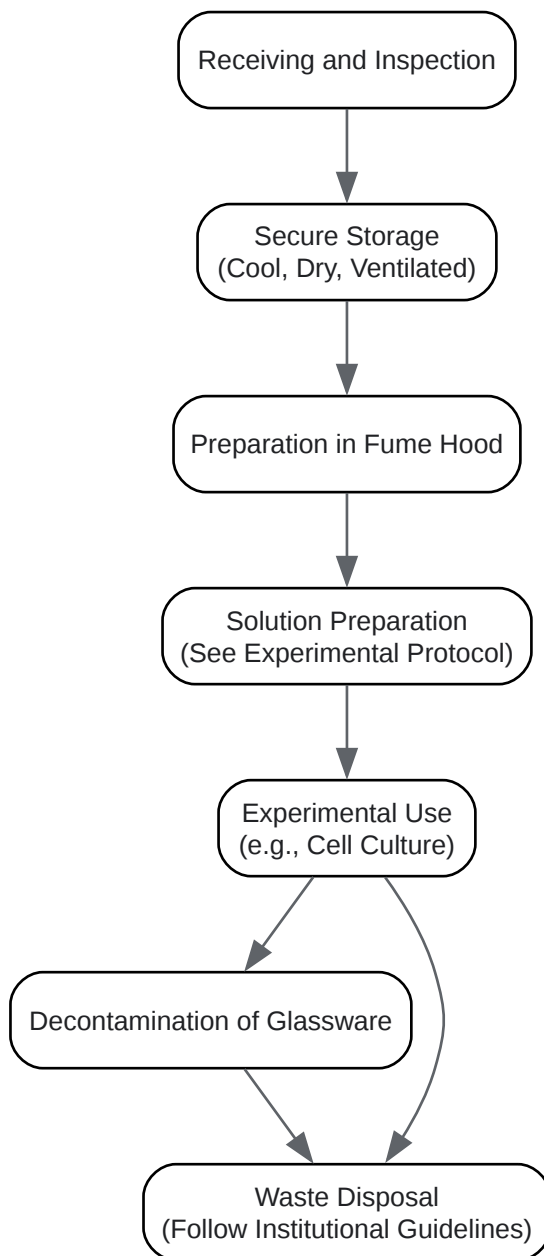 Receiving and Inspection
Secure Storage
(Cool, Dry, Ventilated)
Preparation in Fume Hood
Solution Preparation
(See Experimental Protocol)
Experimental Use
(e.g., Cell Culture)
Decontamination of Glassware
Waste Disposal
(Follow Institutional Guidelines)